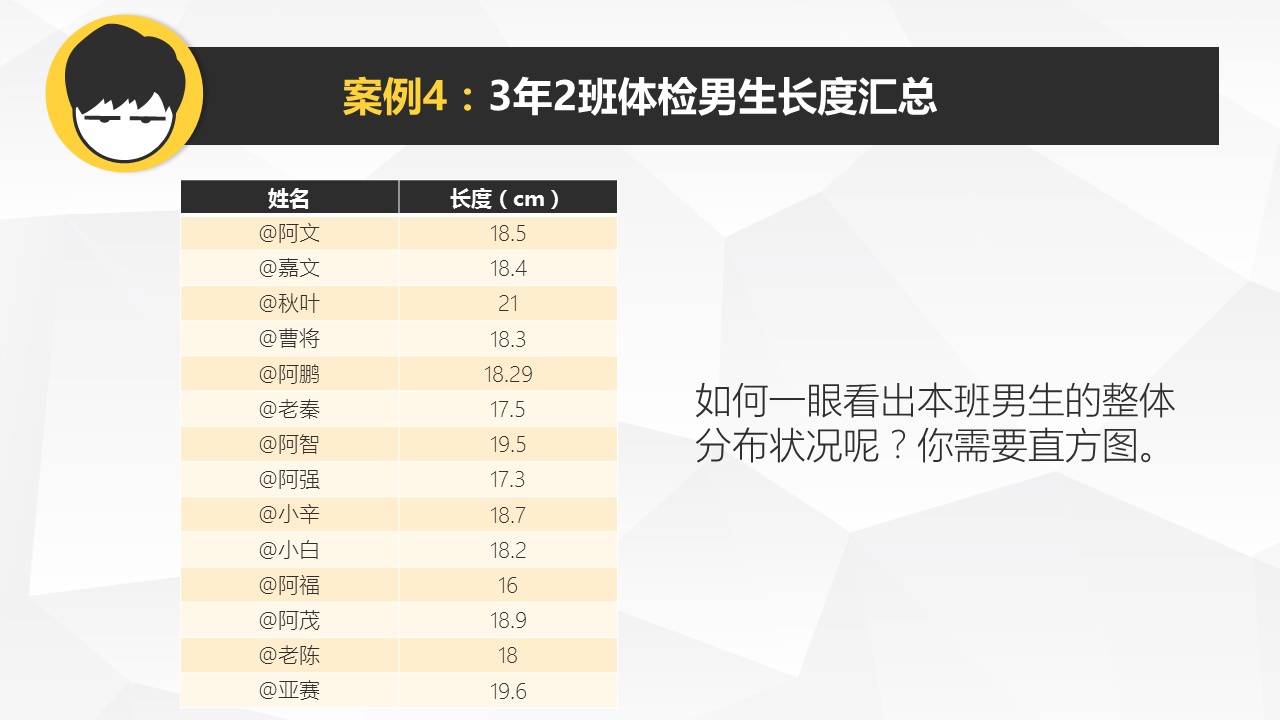 案例4：3年2班体检男生长度汇总
姓名 长度（cm）
@阿文 18.5
@嘉文 18.4
@秋叶 21
@曹将 18.3
@阿鹏 18.29
@老秦 17.5
@阿智 19.5
@阿强 17.3
@小辛 18.7
@小白 18.2
@阿福 16
@阿茂 18.9
@老陈 18
@亚赛 19.6
如何一眼看出本班男生的整体
分布状况呢？你需要直方图。